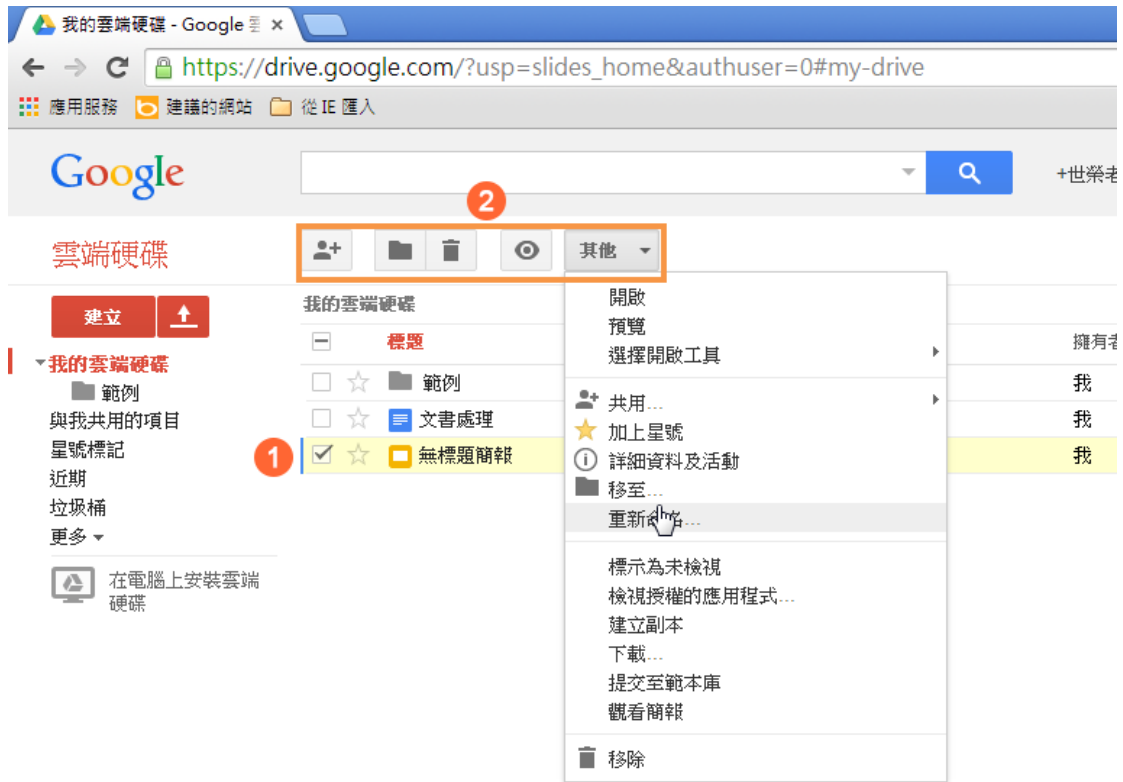 我的雲端硬碟 - Google 雲
https://drive.google.com/?usp=slides_home&authuser=0#my-drive
應用服務 建議的網站 從 IE 匯入
Google
+世榮老
2
雲端硬碟
其他
建立
我的雲端硬碟
範例
與我共用的項目
星號標記
近期
垃圾桶
更多
在電腦上安裝雲端
硬碟
我的雲端硬碟
標題 擁有者
範例 我
文書處理 我
1
無標題簡報 我
開啟
預覽
選擇開啟工具
共用...
加上星號
詳細資料及活動
移至...
重新命名...
標示為未檢視
檢視授權的應用程式...
建立副本
下載...
提交至範本庫
觀看簡報
移除